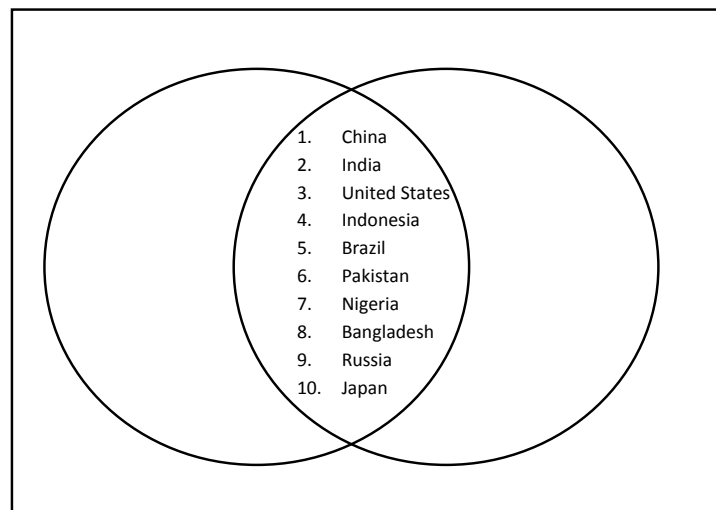 1. China
2. India
3. United States
4. Indonesia
5. Brazil
6. Pakistan
7. Nigeria
8. Bangladesh
9. Russia
10. Japan